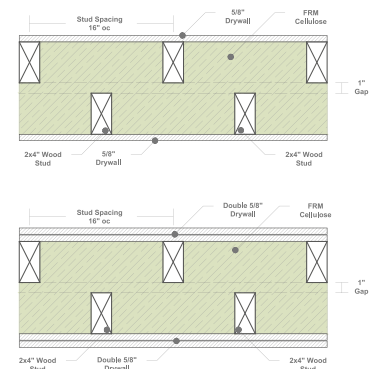 5/8" FRM
Stud Spacing Drywall Cellulose
16" oc
1"
Gap
2x4" Wood 5/8" 2x4" Wood
Stud Drywall Stud
Double 5/8" FRM
Stud Spacing Drywall Cellulose
16" oc
1"
Gap
2x4" Wood Double 5/8" 2x4" Wood
Stud Drywall Stud